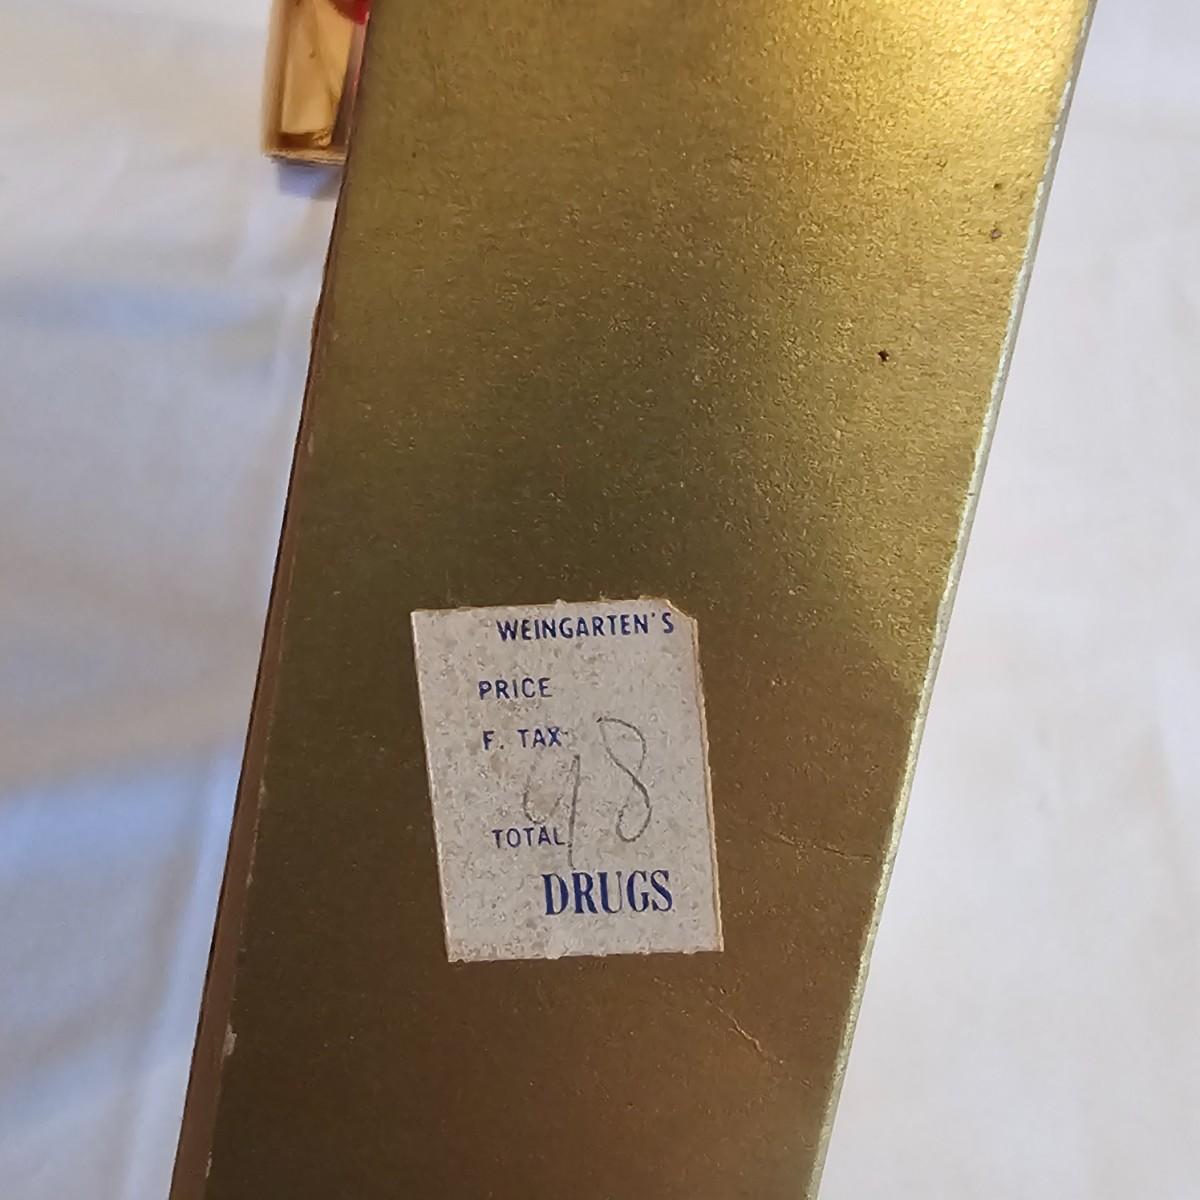 WEINGARTEN'S
PRICE
F. TAX
98
TOTAL
DRUGS